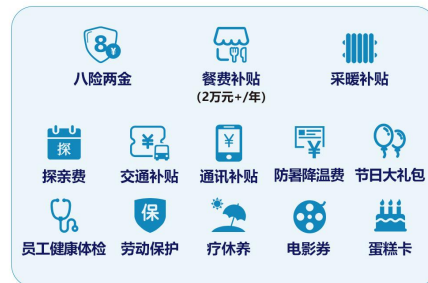 8
¥
八险两金
餐费补贴
(2万元+/年)
采暖补贴
探
¥
¥
¥
探亲费
交通补贴
通讯补贴
防暑降温费
节日大礼包
保
员工健康体检
劳动保护
疗休养
电影券
蛋糕卡